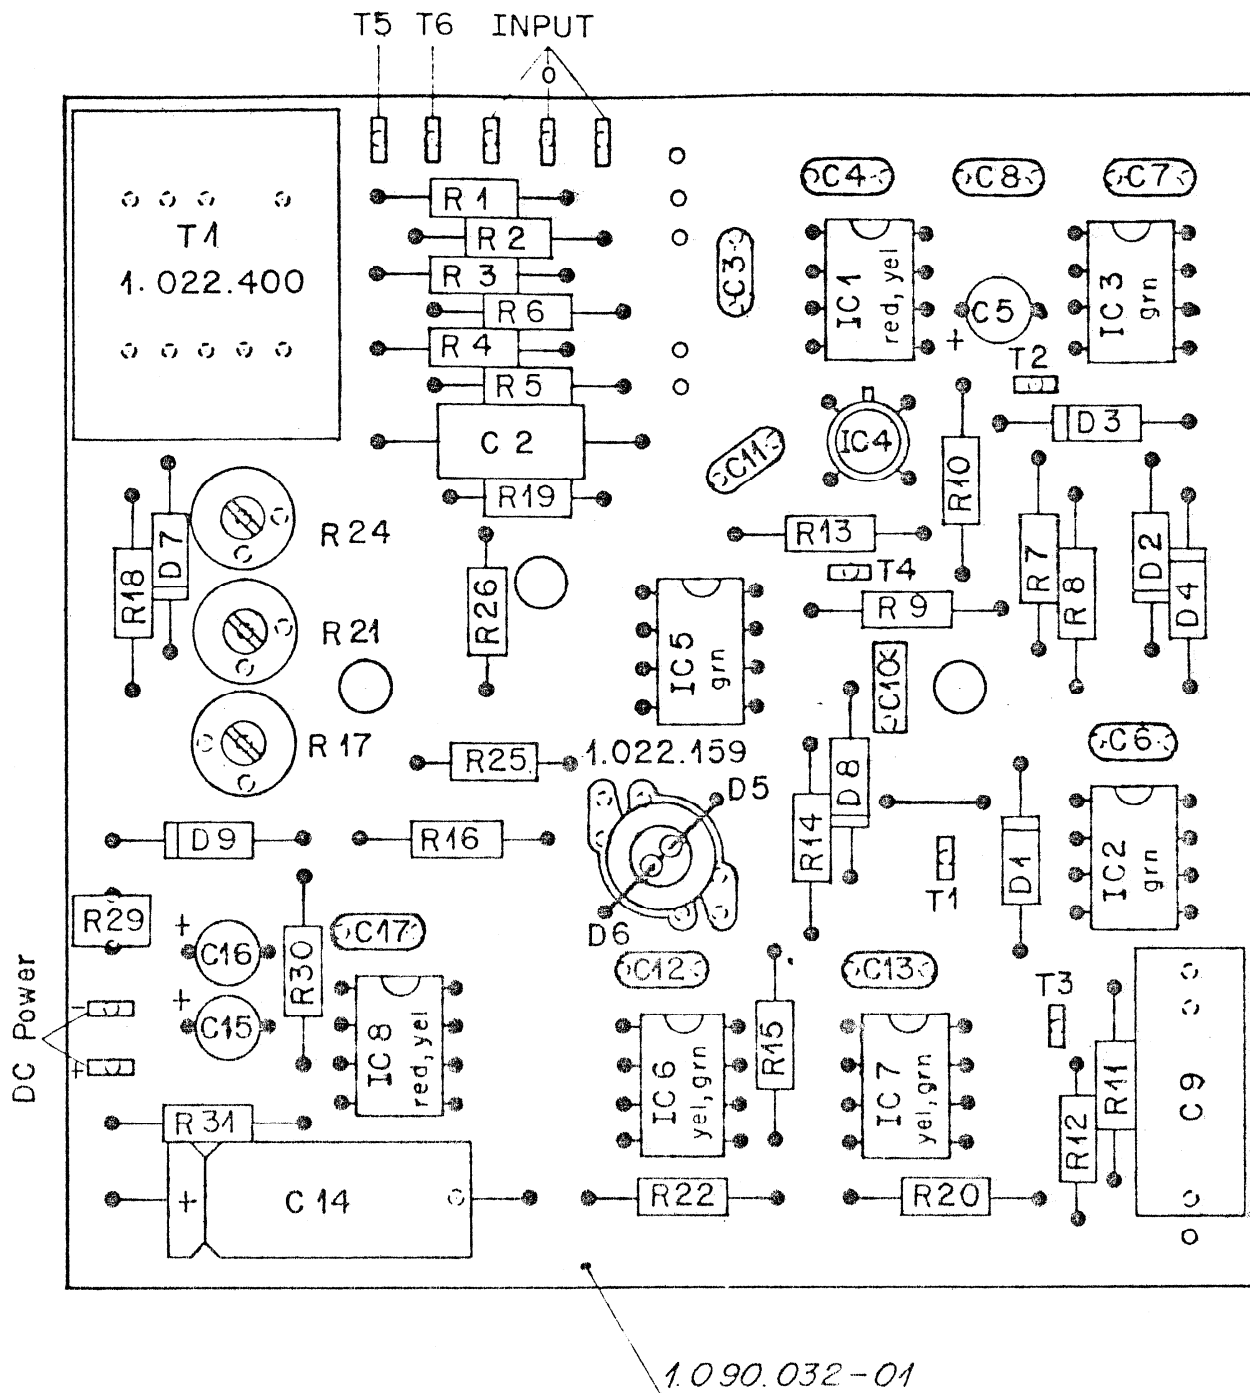 T5 T6 INPUT
o
T1
1.022.400
R1
R2
R3
R6
R4
R5
C2
R19
C3
C4
C8
C7
IC1
red, yel
+
C5
IC3
grn
T2
D3
C11
IC4
R10
R13
T4
R9
R7
R8
D2
D4
R18
D7
R24
R21
R17
R26
IC5
grn
C10
1.022.159
D5
D6
R25
R16
D9
R14
D8
T1
D1
C6
IC2
grn
R29
+
C16
+
C15
R30
C17
IC8
red, yel
DC Power
-
+
R31
+
C14
C12
IC6
yel,grn
R15
C13
IC7
yel,grn
T3
R12
R11
C9
R22
R20
1.090.032-01